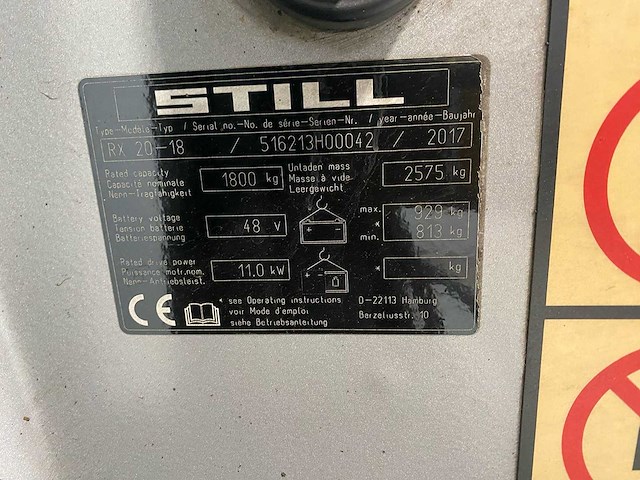 STILL
Type-Modèle-Typ / Serial no.-No. de série-Serien-Nr. / year-année-Baujahr
RX 20-18 / 516213H00042 / 2017
Rated capacity
Capacité nominale
Nenn-Tragfähigkeit
1800 kg
Unladen mass
Masse à vide
Leergewicht
2575 kg
Battery voltage
Tension batterie
Batteriespannung
48 V
max. 929 kg
* min. 813 kg
Rated drive power
Puissance motr.nom.
Nenn-Antriebsleist.
11.0 kW
* kg
CE
* see Operating instructions
voir Mode d'emploi
siehe Betriebsanleitung
D-22113 Hamburg
Berzeliusstr. 10